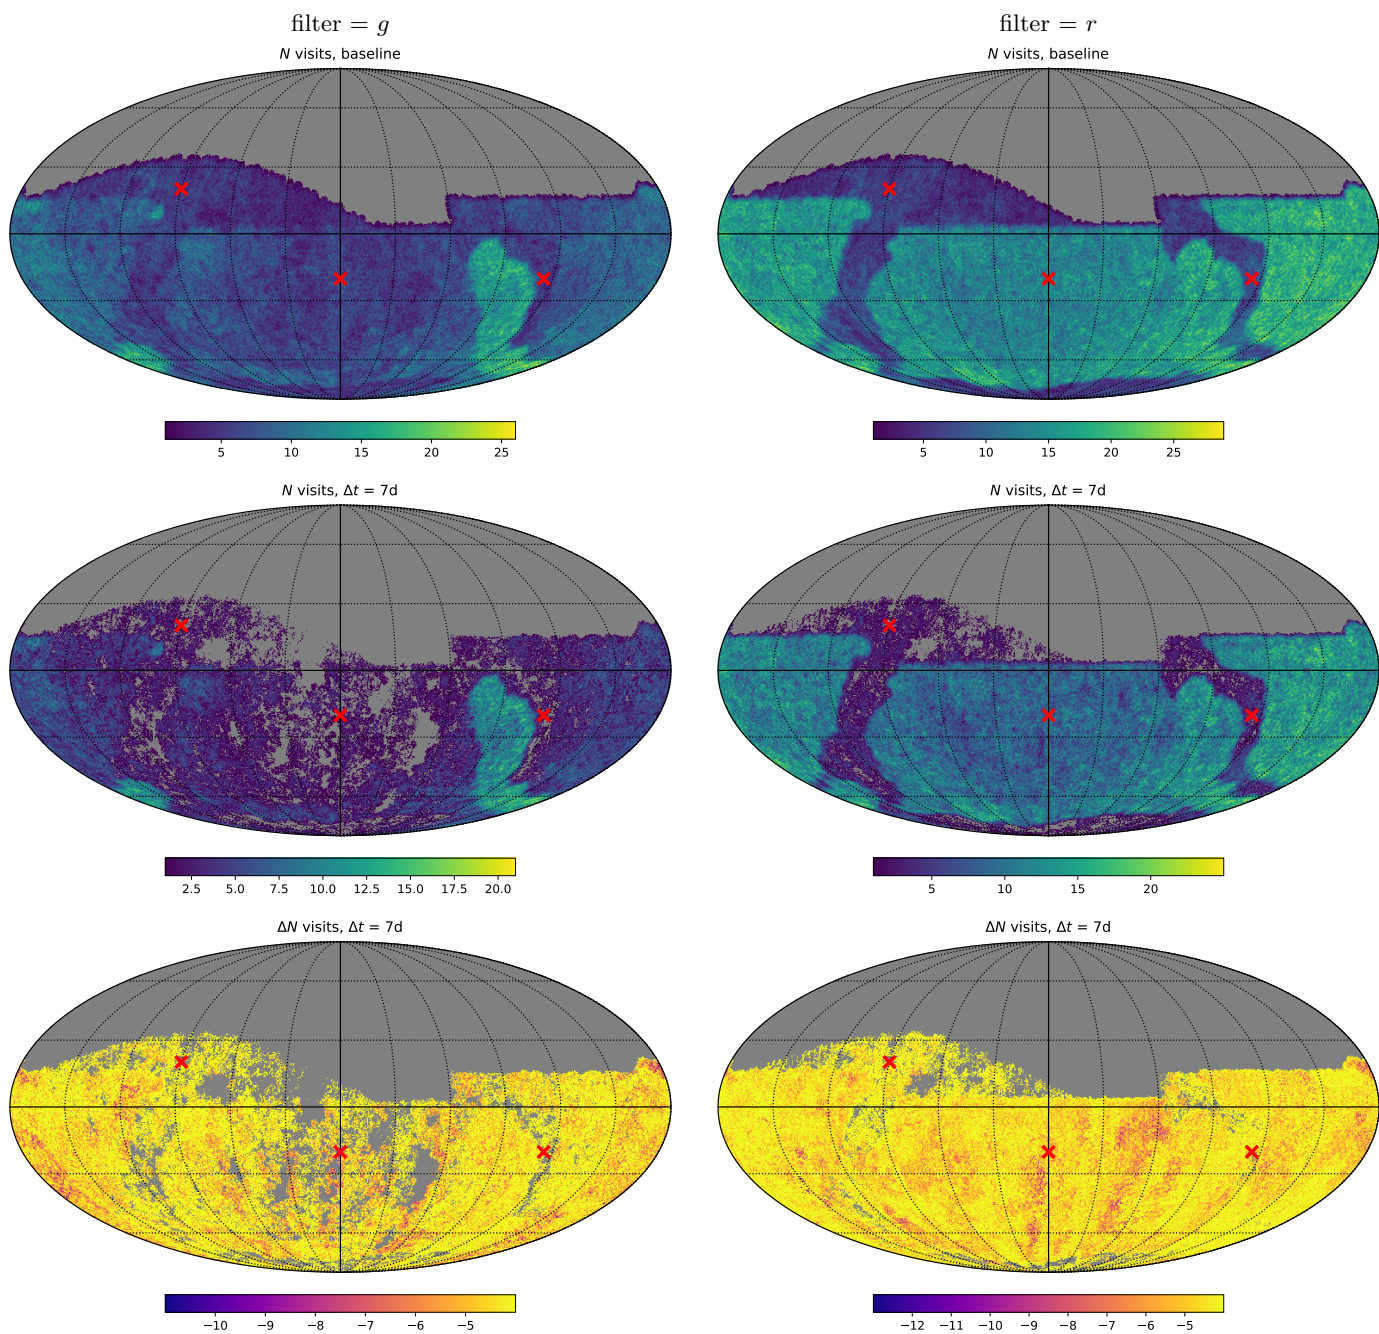 filter = g
filter = r
N visits, baseline
N visits, baseline
5 10 15 20 25
5 10 15 20 25
N visits, Δt = 7d
N visits, Δt = 7d
2.5 5.0 7.5 10.0 12.5 15.0 17.5 20.0
5 10 15 20
ΔN visits, Δt = 7d
ΔN visits, Δt = 7d
−10 −9 −8 −7 −6 −5
−12 −11 −10 −9 −8 −7 −6 −5